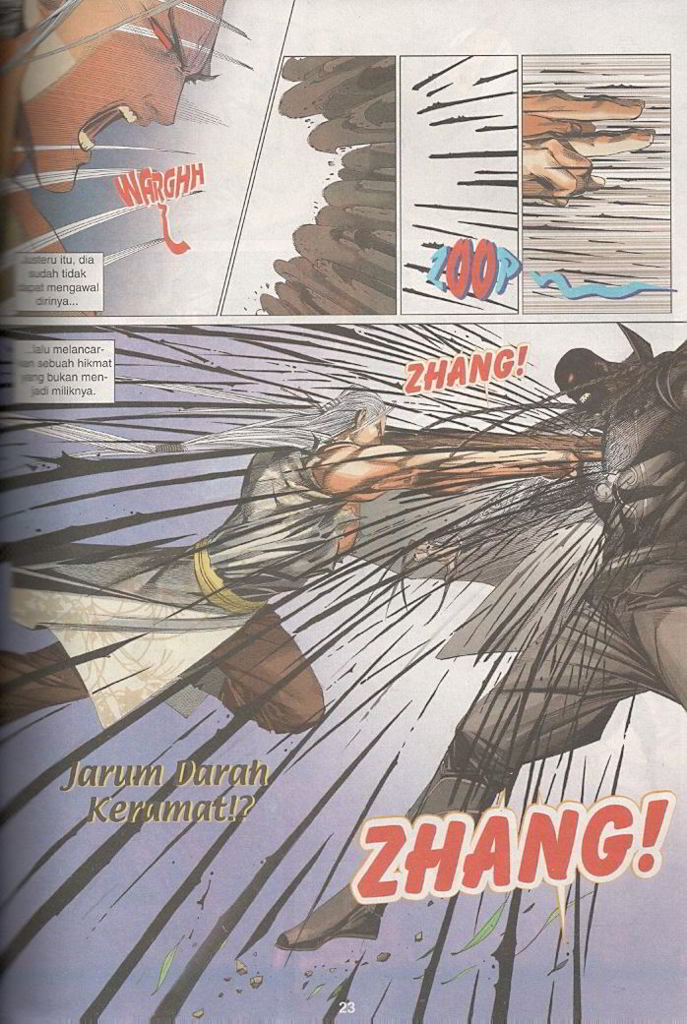 WARGHH
Justeru itu, dia
sudah tidak
dapat mengawal
dirinya...
ZOOP
...lalu melancar-
kan sebuah hikmat
yang bukan men-
jadi miliknya.
ZHANG!
Jarum Darah
Keramat!?
ZHANG!
23